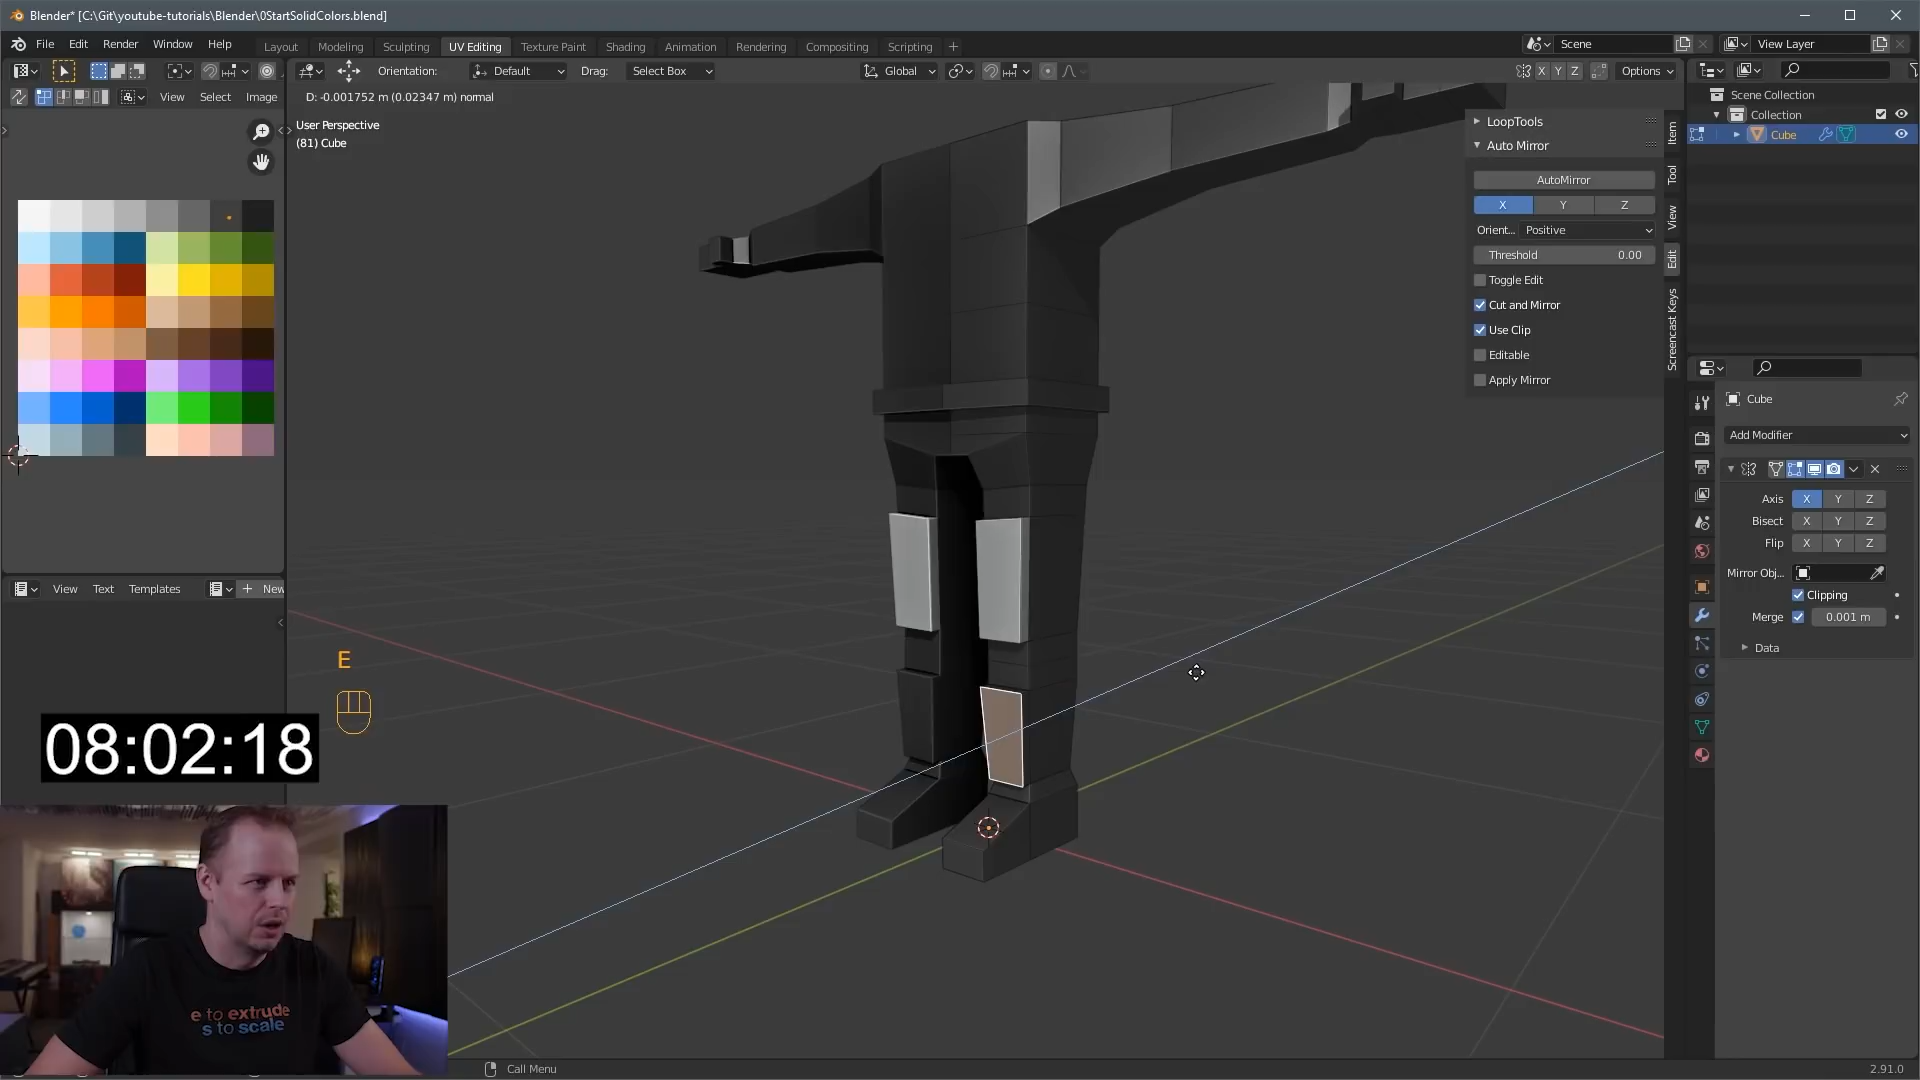 Blender* [C:\Git\youtube-tutorials\Blender\0StartSolidColors.blend]
File Edit Render Window Help
Layout Modeling Sculpting UV Editing Texture Paint Shading Animation Rendering Compositing Scripting +
Scene
View Layer
Orientation: Default Drag: Select Box
Global
X Y Z Options
View Select Image
D: -0.001752 m (0.02347 m) normal
User Perspective
(81) Cube
LoopTools
Auto Mirror
AutoMirror
X Y Z
Orient... Positive
Threshold 0.00
Toggle Edit
Cut and Mirror
Use Clip
Editable
Apply Mirror
Item
Tool
View
Edit
Screencast Keys
Scene Collection
Collection
Cube
Cube
Add Modifier
Axis X Y Z
Bisect X Y Z
Flip X Y Z
Mirror Obj...
Clipping
Merge 0.001 m
Data
View Text Templates + New
E
08:02:18
e to extrude
s to scale
Call Menu
2.91.0